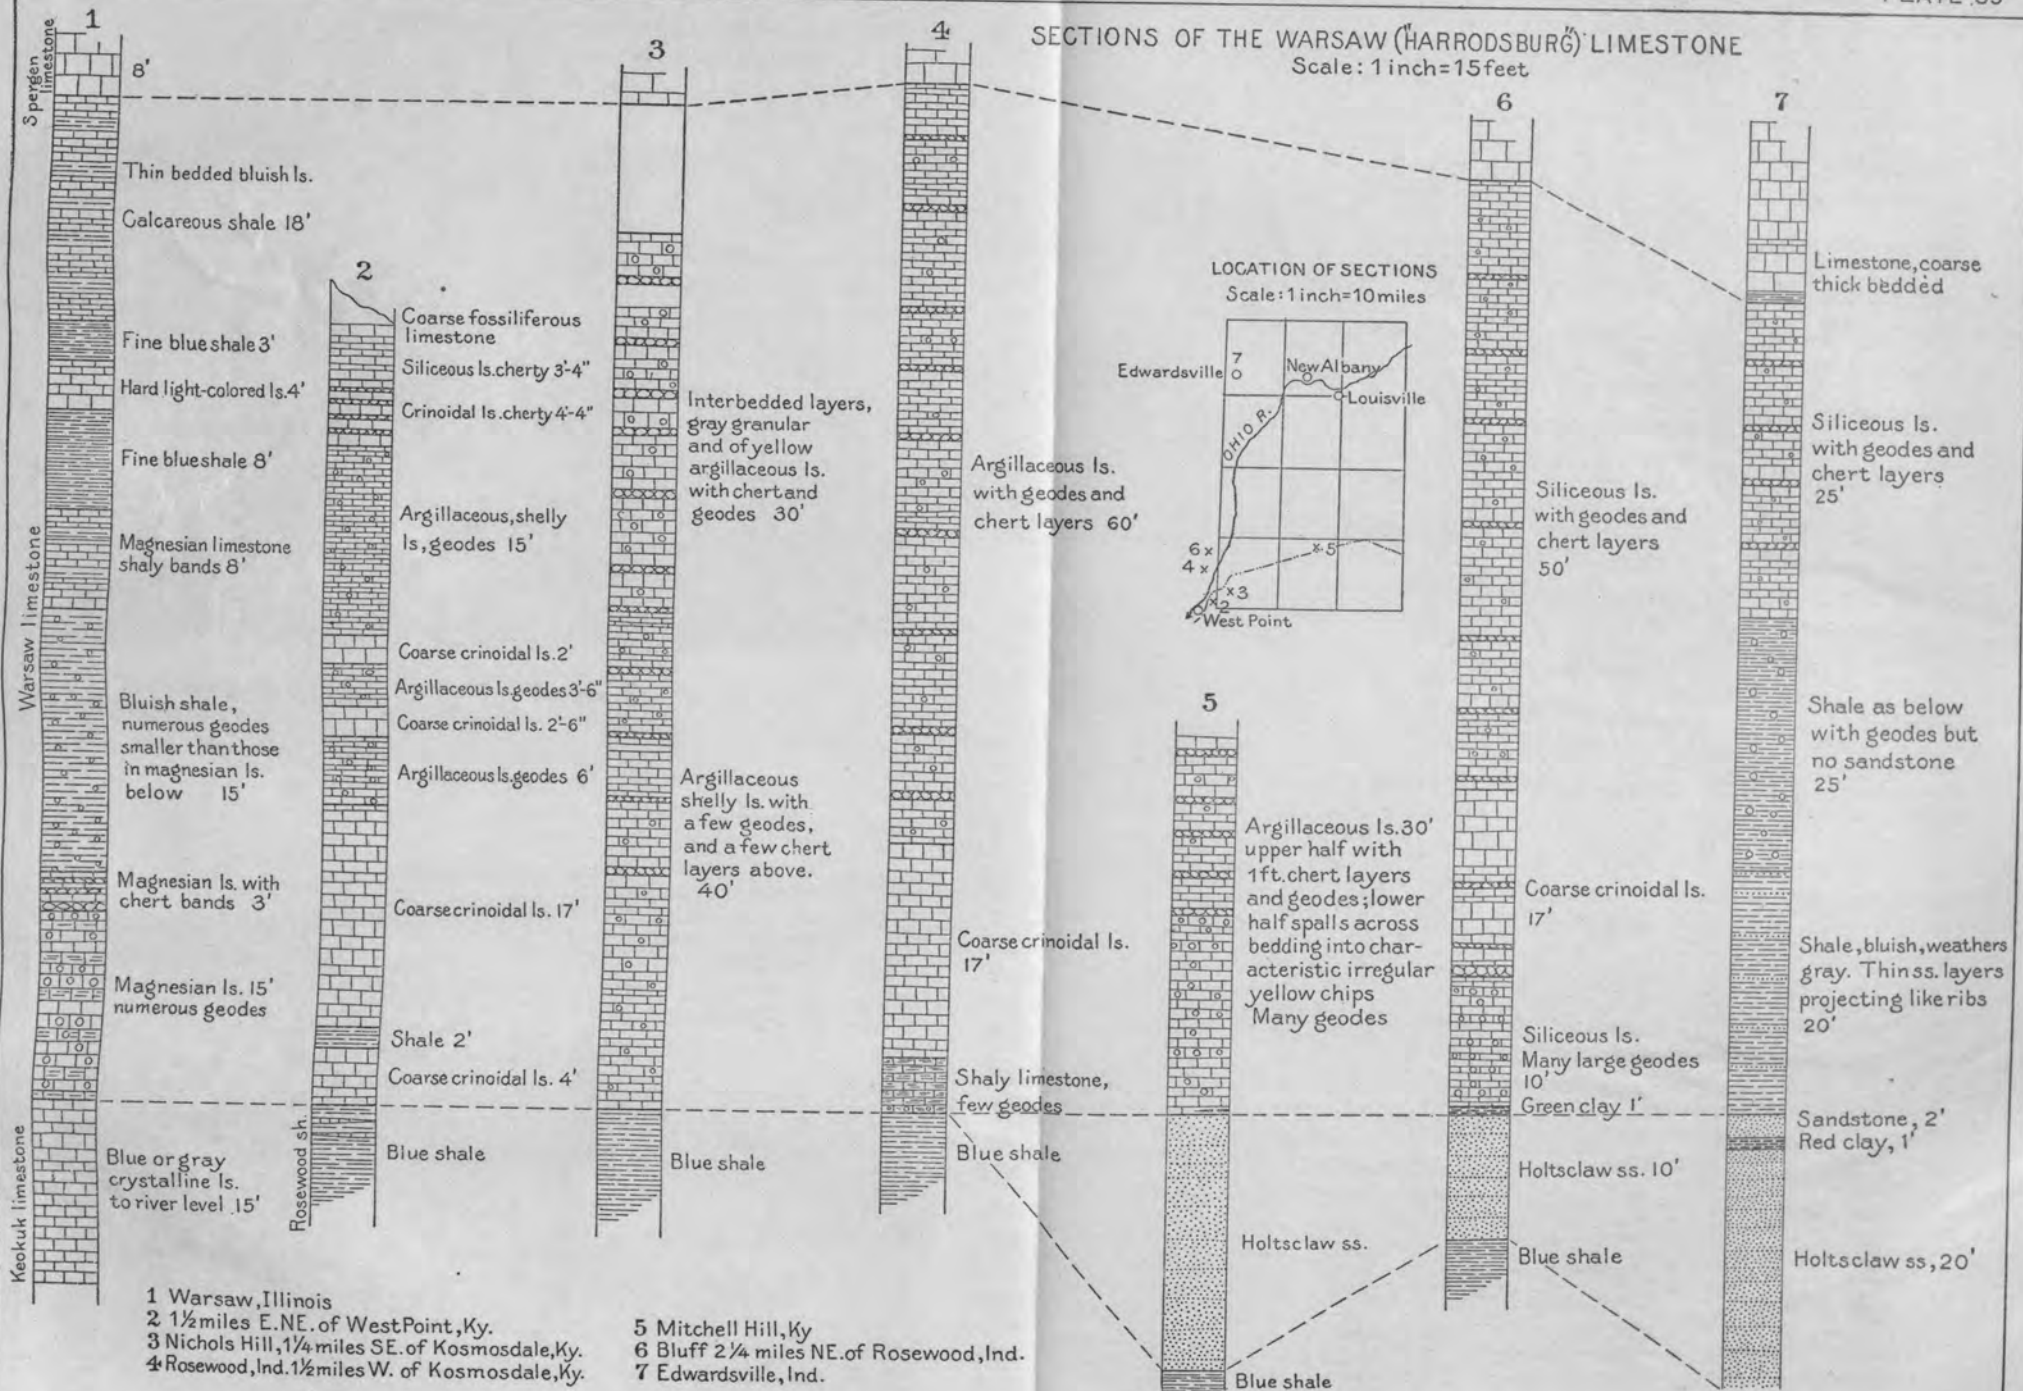 PLATE 39
SECTIONS OF THE WARSAW ("HARRODSBURG") LIMESTONE
Scale: 1 inch=15 feet
1
Spergen
limestone
8'
Thin bedded bluish ls.
Calcareous shale 18'
Fine blue shale 3'
Hard light-colored ls. 4'
Fine blue shale 8'
Magnesian limestone
shaly bands 8'
Warsaw limestone
Bluish shale,
numerous geodes
smaller than those
in magnesian ls.
below 15'
Magnesian ls. with
chert bands 3'
Magnesian ls. 15'
numerous geodes
Keokuk limestone
Blue or gray
crystalline ls.
to river level 15'
2
Coarse fossiliferous
limestone
Siliceous ls. cherty 3'-4"
Crinoidal ls. cherty 4'-4"
Argillaceous, shelly
ls, geodes 15'
Coarse crinoidal ls. 2'
Argillaceous ls. geodes 3'-6"
Coarse crinoidal ls. 2'-6"
Argillaceous ls. geodes 6'
Coarse crinoidal ls. 17'
Shale 2'
Coarse crinoidal ls. 4'
Rosewood sh.
Blue shale
3
Interbedded layers,
gray granular
and of yellow
argillaceous ls.
with chert and
geodes 30'
Argillaceous
shelly ls. with
a few geodes,
and a few chert
layers above.
40'
Blue shale
4
Argillaceous ls.
with geodes and
chert layers 60'
Coarse crinoidal ls.
17'
Shaly limestone,
few geodes
Blue shale
LOCATION OF SECTIONS
Scale: 1 inch=10 miles
Edwardsville
7
New Albany
Louisville
OHIO R.
6 x
4 x
x 5
x 3
x 2
West Point
5
Argillaceous ls. 30'
upper half with
1 ft. chert layers
and geodes; lower
half spalls across
bedding into char-
acteristic irregular
yellow chips
Many geodes
Holtsclaw ss.
Blue shale
6
Siliceous ls.
with geodes and
chert layers
50'
Coarse crinoidal ls.
17'
Siliceous ls.
Many large geodes
10'
Green clay 1'
Holtsclaw ss. 10'
Blue shale
7
Limestone, coarse
thick bedded
Siliceous ls.
with geodes and
chert layers
25'
Shale as below
with geodes but
no sandstone
25'
Shale, bluish, weathers
gray. Thin ss. layers
projecting like ribs
20'
Sandstone, 2'
Red clay, 1'
Holtsclaw ss, 20'
1 Warsaw, Illinois
2 1½ miles E.NE. of West Point, Ky.
3 Nichols Hill, 1¼ miles SE. of Kosmosdale, Ky.
4 Rosewood, Ind. 1½ miles W. of Kosmosdale, Ky.
5 Mitchell Hill, Ky
6 Bluff 2¼ miles NE. of Rosewood, Ind.
7 Edwardsville, Ind.